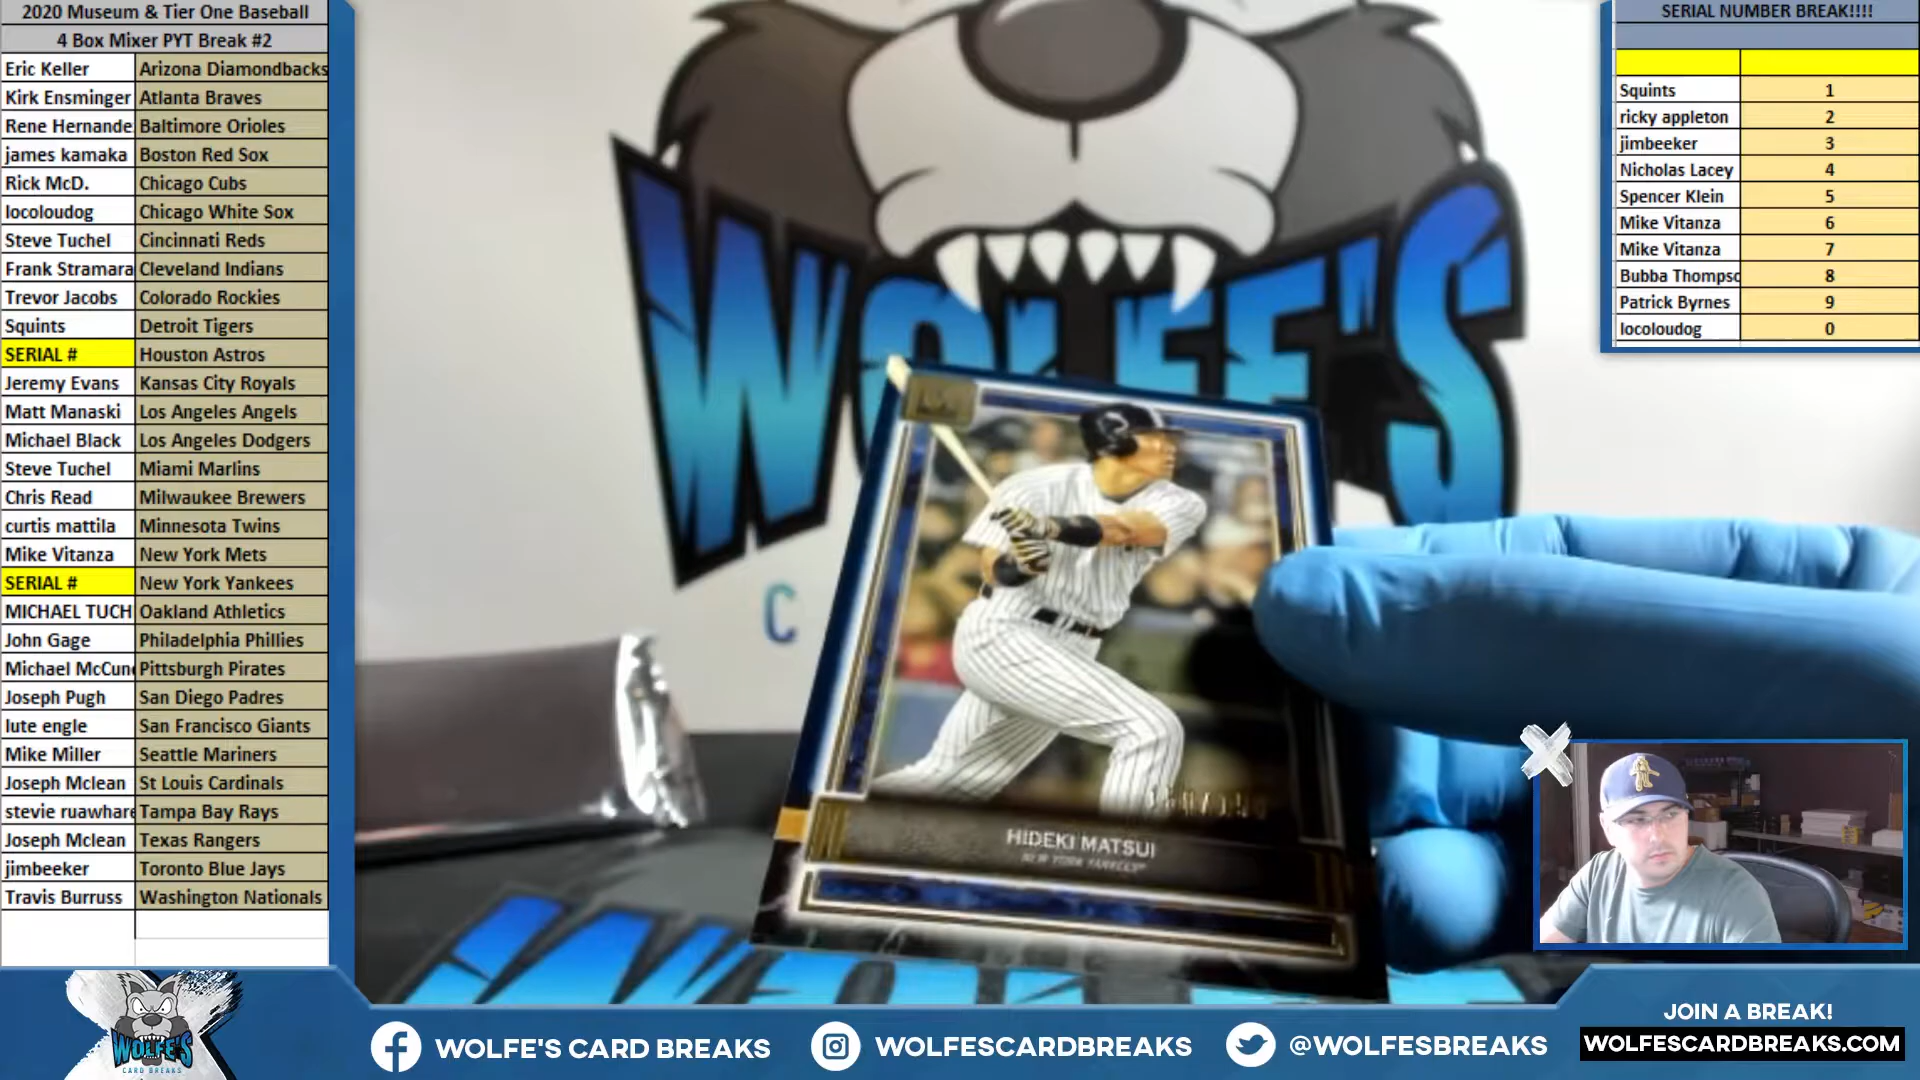 2020 Museum & Tier One Baseball
4 Box Mixer PYT Break #2
Eric Keller Arizona Diamondbacks
Kirk Ensminger Atlanta Braves
Rene Hernande Baltimore Orioles
james kamaka Boston Red Sox
Rick McD. Chicago Cubs
locoloudog Chicago White Sox
Steve Tuchel Cincinnati Reds
Frank Stramara Cleveland Indians
Trevor Jacobs Colorado Rockies
Squints Detroit Tigers
SERIAL # Houston Astros
Jeremy Evans Kansas City Royals
Matt Manaski Los Angeles Angels
Michael Black Los Angeles Dodgers
Steve Tuchel Miami Marlins
Chris Read Milwaukee Brewers
curtis mattila Minnesota Twins
Mike Vitanza New York Mets
SERIAL # New York Yankees
MICHAEL TUCH Oakland Athletics
John Gage Philadelphia Phillies
Michael McCun Pittsburgh Pirates
Joseph Pugh San Diego Padres
lute engle San Francisco Giants
Mike Miller Seattle Mariners
Joseph Mclean St Louis Cardinals
stevie ruawhare Tampa Bay Rays
Joseph Mclean Texas Rangers
jimbeeker Toronto Blue Jays
Travis Burruss Washington Nationals
SERIAL NUMBER BREAK!!!!
Squints 1
ricky appleton 2
jimbeeker 3
Nicholas Lacey 4
Spencer Klein 5
Mike Vitanza 6
Mike Vitanza 7
Bubba Thompso 8
Patrick Byrnes 9
locoloudog 0
WOLFE'S
C
HIDEKI MATSUI
NEW YORK YANKEES
WOLFE'S
CARD BREAKS
WOLFE'S CARD BREAKS
WOLFESCARDBREAKS
@WOLFESBREAKS
JOIN A BREAK!
WOLFESCARDBREAKS.COM